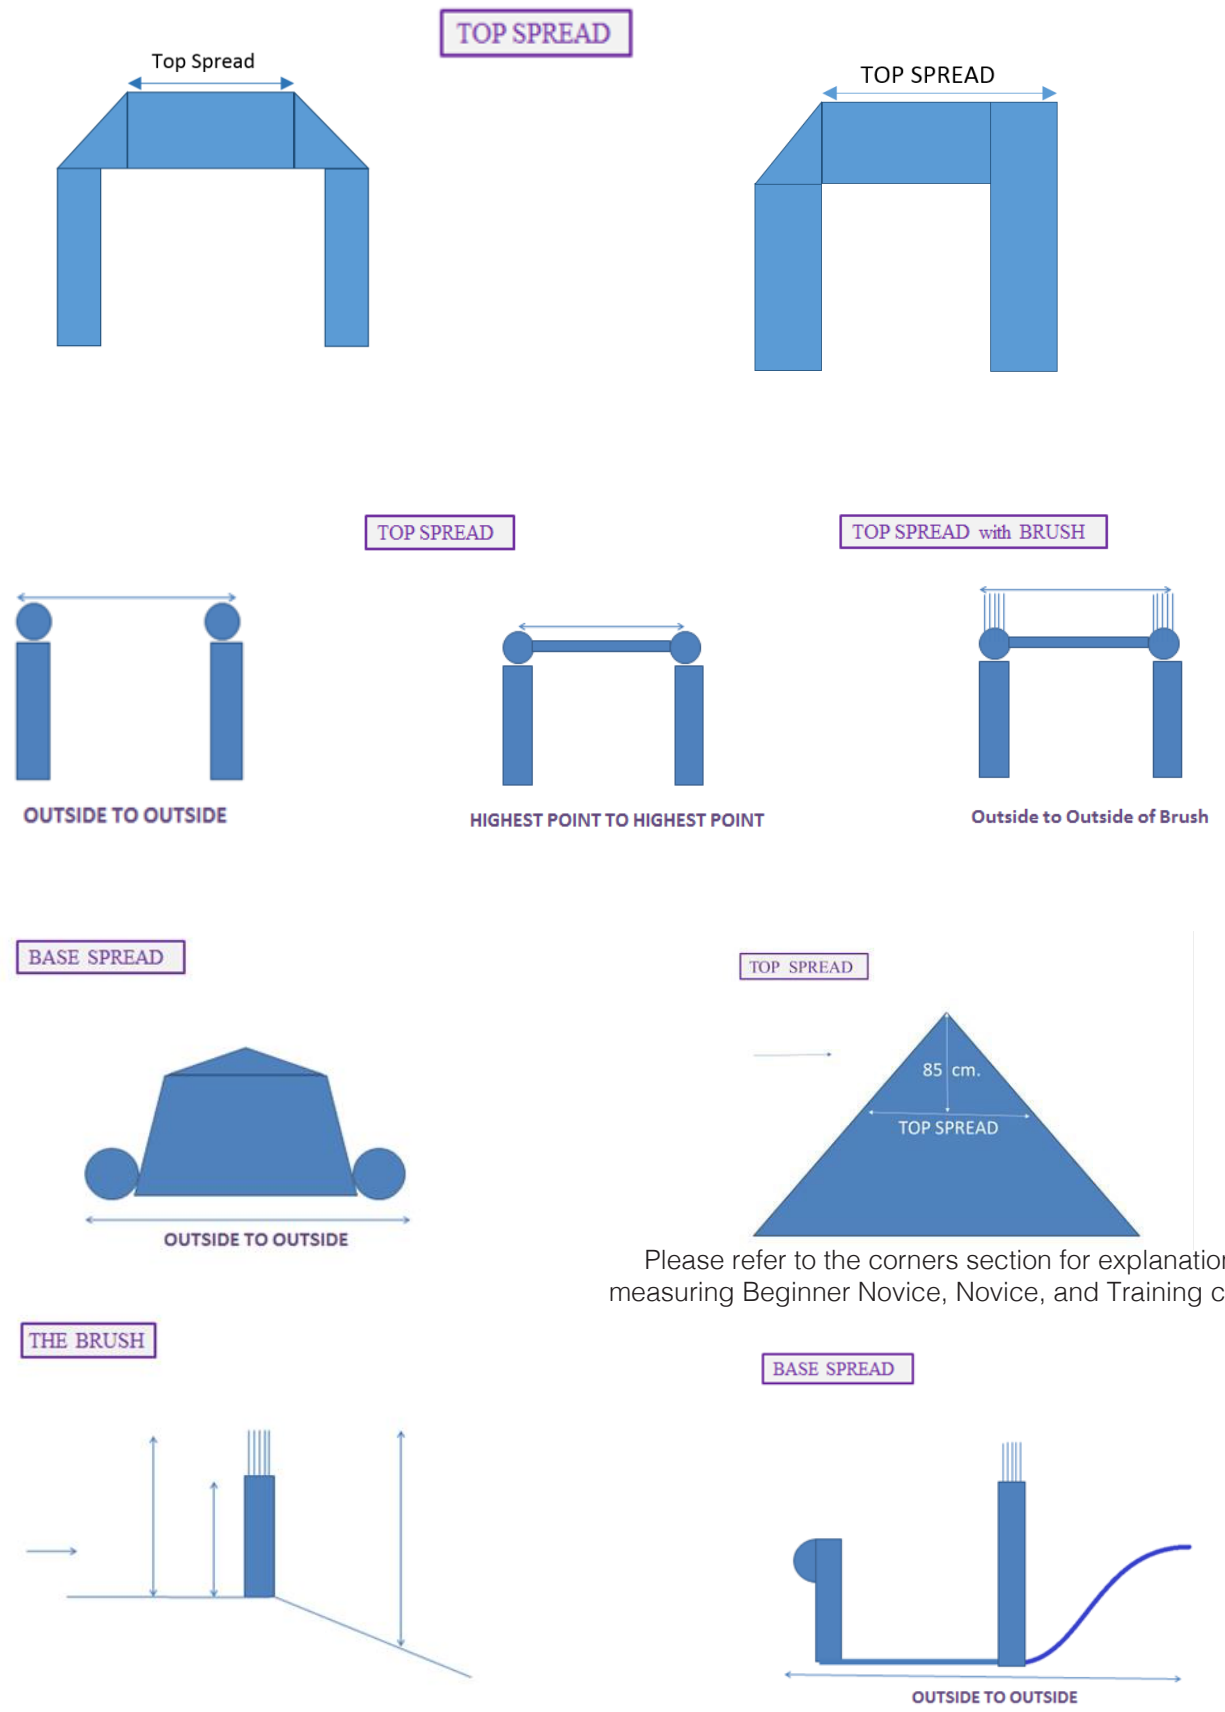 TOP SPREAD
Top Spread
TOP SPREAD
TOP SPREAD
TOP SPREAD with BRUSH
OUTSIDE TO OUTSIDE
HIGHEST POINT TO HIGHEST POINT
Outside to Outside of Brush
BASE SPREAD
TOP SPREAD
85 cm.
TOP SPREAD
OUTSIDE TO OUTSIDE
Please refer to the corners section for explanation
measuring Beginner Novice, Novice, and Training c
THE BRUSH
BASE SPREAD
OUTSIDE TO OUTSIDE